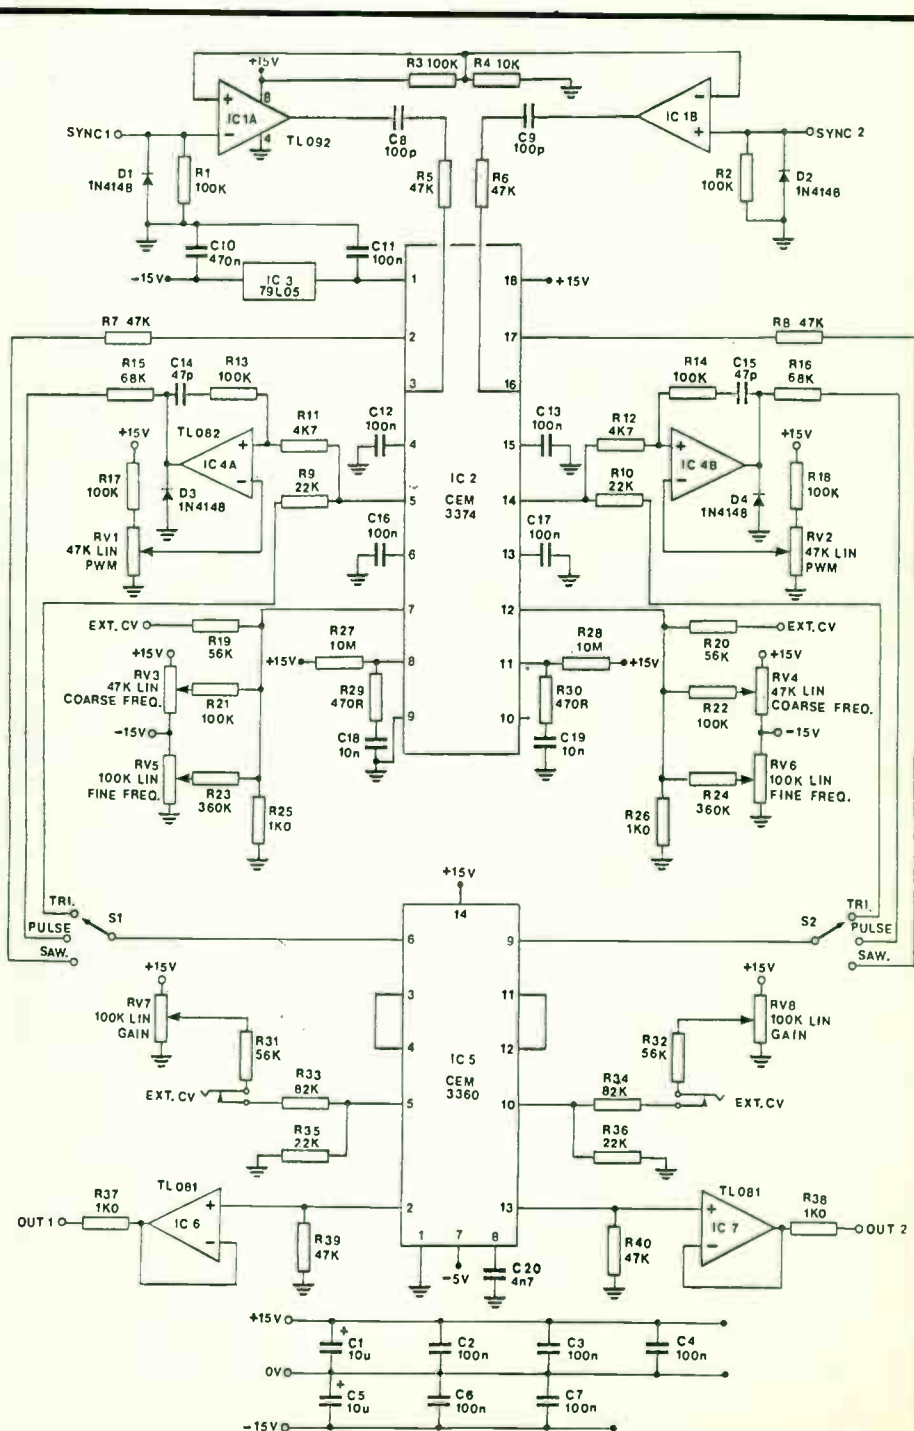 +15V
R3 100K
R4 10K
+
8
IC1A
-
4
TL092
C8
100p
C9
100p
-
IC1B
+
SYNC1
SYNC 2
D1
1N4148
R1
100K
R5
47K
R6
47K
R2
100K
D2
1N4148
C10
470n
C11
100n
-15V
IC 3
79L05
1
18
+15V
R7 47K
2
17
R8 47K
R15
68K
C14
47p
R13
100K
3
16
R14
100K
C15
47p
R16
68K
TL082
+15V
R17
100K
IC4A
+
-
R11
4K7
R9
22K
C12
100n
4
15
C13
100n
R12
4K7
R10
22K
+
-
IC4B
+15V
R18
100K
D3
1N4148
D4
1N4148
IC 2
CEM
3374
5
14
RV1
47K LIN
PWM
C16
100n
6
13
C17
100n
RV2
47K LIN
PWM
7
12
EXT. CV
R19
56K
R20
56K
EXT.CV
R27
10M
+15V
8
11
R28
10M
+15V
+15V
RV3
47K LIN
COARSE FREQ.
R21
100K
R29
470R
R30
470R
R22
100K
+15V
RV4
47K LIN
COARSE FREQ.
9
10
-15V
C18
10n
C19
10n
-15V
RV5
100K LIN
FINE FREQ.
R23
360K
R25
1K0
R26
1K0
R24
360K
RV6
100K LIN
FINE FREQ.
+15V
14
TRI.
PULSE
SAW.
S1
6
9
S2
TRI.
PULSE
SAW.
+15V
RV7
100K LIN
GAIN
3
4
11
12
+15V
RV8
100K LIN
GAIN
R31
56K
R32
56K
IC 5
CEM
3360
EXT. CV
R33
82K
5
10
R34
82K
EXT.CV
R35
22K
R36
22K
TL081
TL081
R37
1K0
OUT 1
IC 6
+
-
2
13
+
-
IC 7
R38
1K0
OUT 2
R39
47K
1
7
8
-5V
C20
4n7
R40
47K
+15V
+
C1
10u
C2
100n
C3
100n
C4
100n
0V
+
C5
10u
C6
100n
C7
100n
-15V